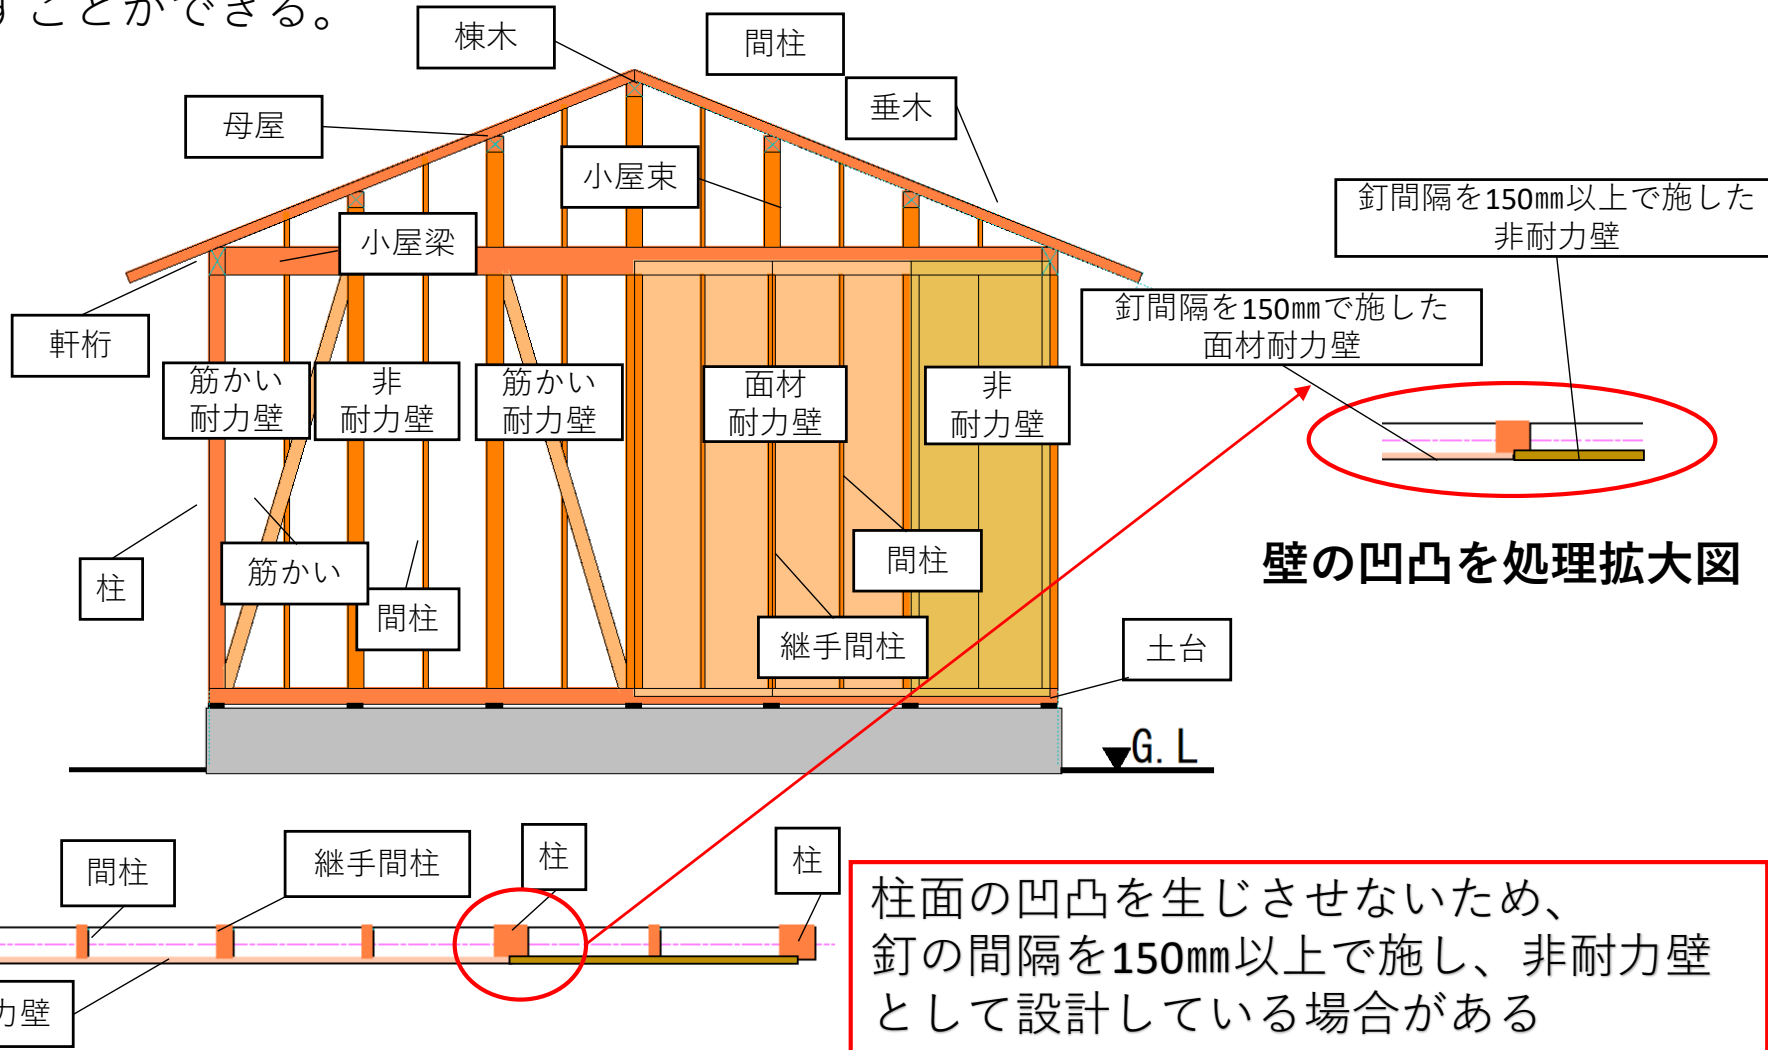 すことができる。
棟木
間柱
垂木
母屋
小屋束
小屋梁
釘間隔を150㎜以上で施した
非耐力壁
釘間隔を150㎜で施した
面材耐力壁
軒桁
筋かい
耐力壁
非
耐力壁
筋かい
耐力壁
面材
耐力壁
非
耐力壁
柱
筋かい
間柱
間柱
継手間柱
壁の凹凸を処理拡大図
土台
G.L
間柱
継手間柱
柱
柱
力壁
柱面の凹凸を生じさせないため、
釘の間隔を150㎜以上で施し、非耐力壁
として設計している場合がある